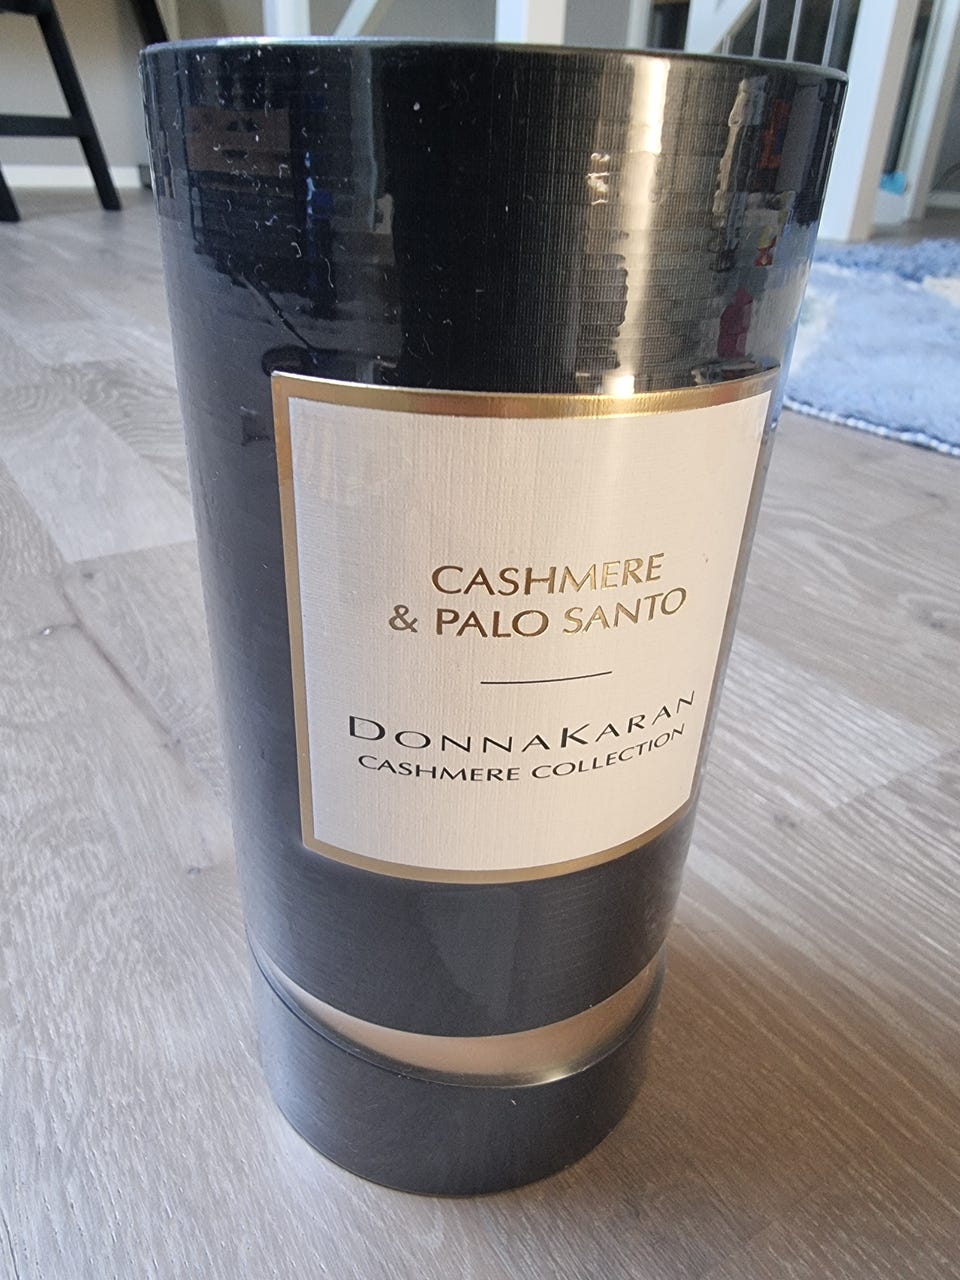 CASHMERE
& PALO SANTO
DONNAKARAN
CASHMERE COLLECTION